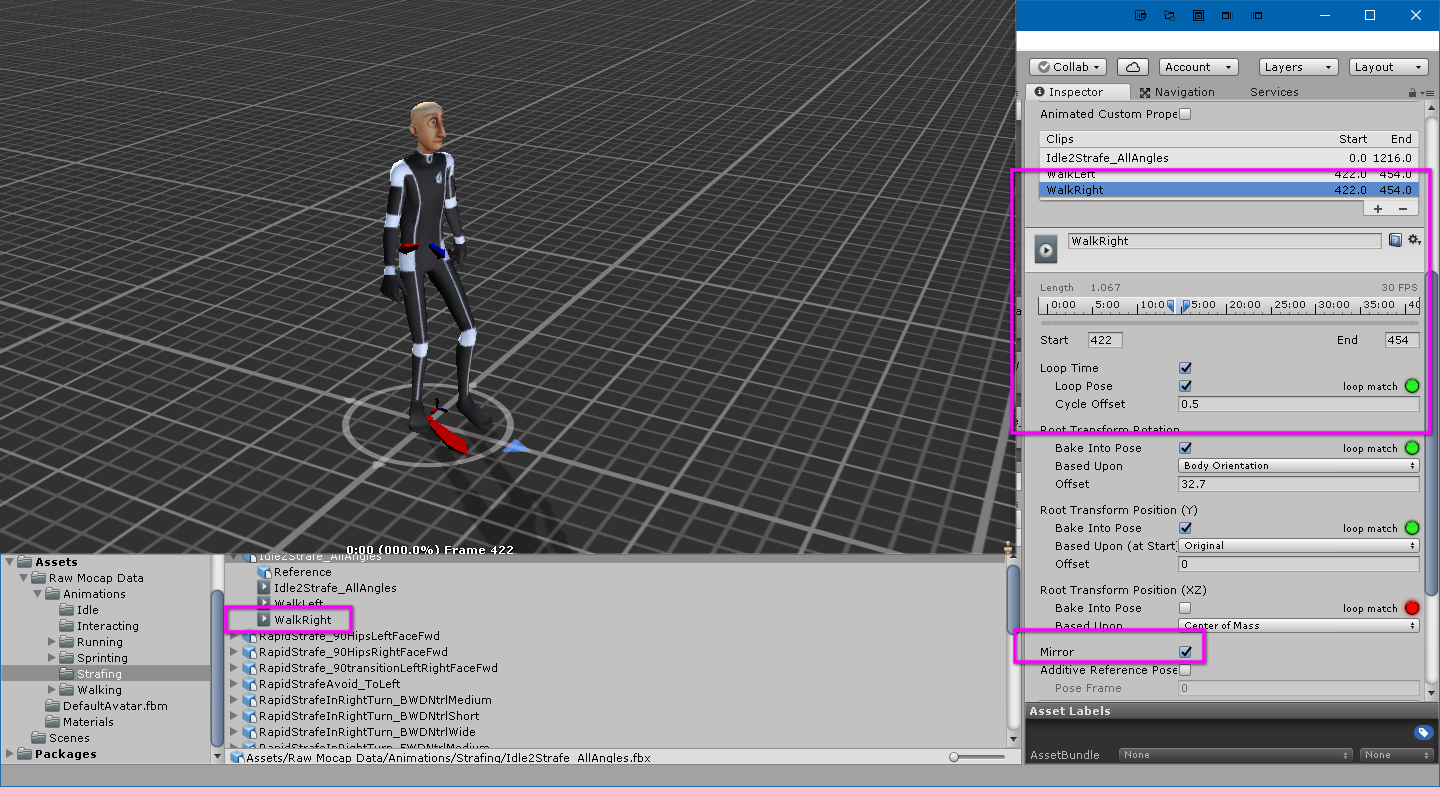 Collab
Account
Layers
Layout
Inspector
Navigation
Services
Animated Custom Prope
Clips Start End
Idle2Strafe_AllAngles 0.0 1216.0
WalkLeft 422.0 454.0
WalkRight 422.0 454.0
+ −
WalkRight
Length 1.067 30 FPS
0:00 5:00 10:0 5:00 20:00 25:00 30:00 35:00 40
Start 422 End 454
Loop Time
Loop Pose loop match
Cycle Offset 0.5
Root Transform Rotation
Bake Into Pose loop match
Based Upon Body Orientation
Offset 32.7
Root Transform Position (Y)
Bake Into Pose loop match
Based Upon (at Start) Original
Offset 0
Root Transform Position (XZ)
Bake Into Pose loop match
Based Upon Center of Mass
Mirror
Additive Reference Pose
Pose Frame 0
Asset Labels
AssetBundle None None
0:00 (000.0%) Frame 422
Assets
Raw Mocap Data
Animations
Idle
Interacting
Running
Sprinting
Strafing
Walking
DefaultAvatar.fbm
Materials
Scenes
Packages
Idle2Strafe_AllAngles
Reference
Idle2Strafe_AllAngles
WalkLeft
WalkRight
RapidStrafe_90HipsLeftFaceFwd
RapidStrafe_90HipsRightFaceFwd
RapidStrafe_90transitionLeftRightFaceFwd
RapidStrafeAvoid_ToLeft
RapidStrafeInRightTurn_BWDNtrlMedium
RapidStrafeInRightTurn_BWDNtrlShort
RapidStrafeInRightTurn_BWDNtrlWide
RapidStrafeInRightTurn_FWDNtrlMedium
Assets/Raw Mocap Data/Animations/Strafing/Idle2Strafe_AllAngles.fbx